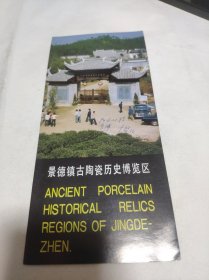 景德镇古陶瓷历史博览区
ANCIENT PORCELAIN
HISTORICAL RELICS
REGIONS OF JINGDE-
ZHEN.